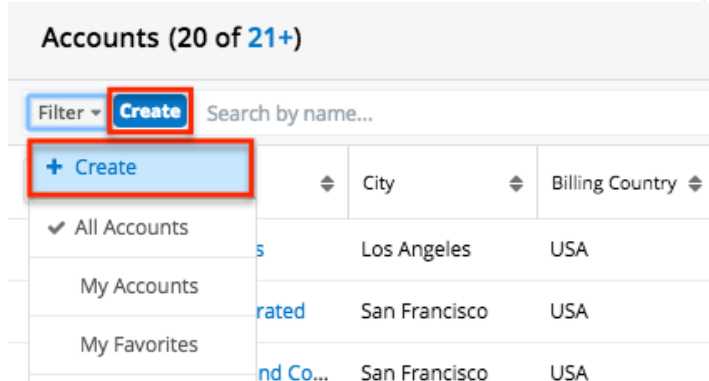 Accounts (20 of 21+)
Filter Create Search by name...
+ Create
City Billing Country
All Accounts
s Los Angeles USA
My Accounts
rated San Francisco USA
My Favorites
nd Co... San Francisco USA